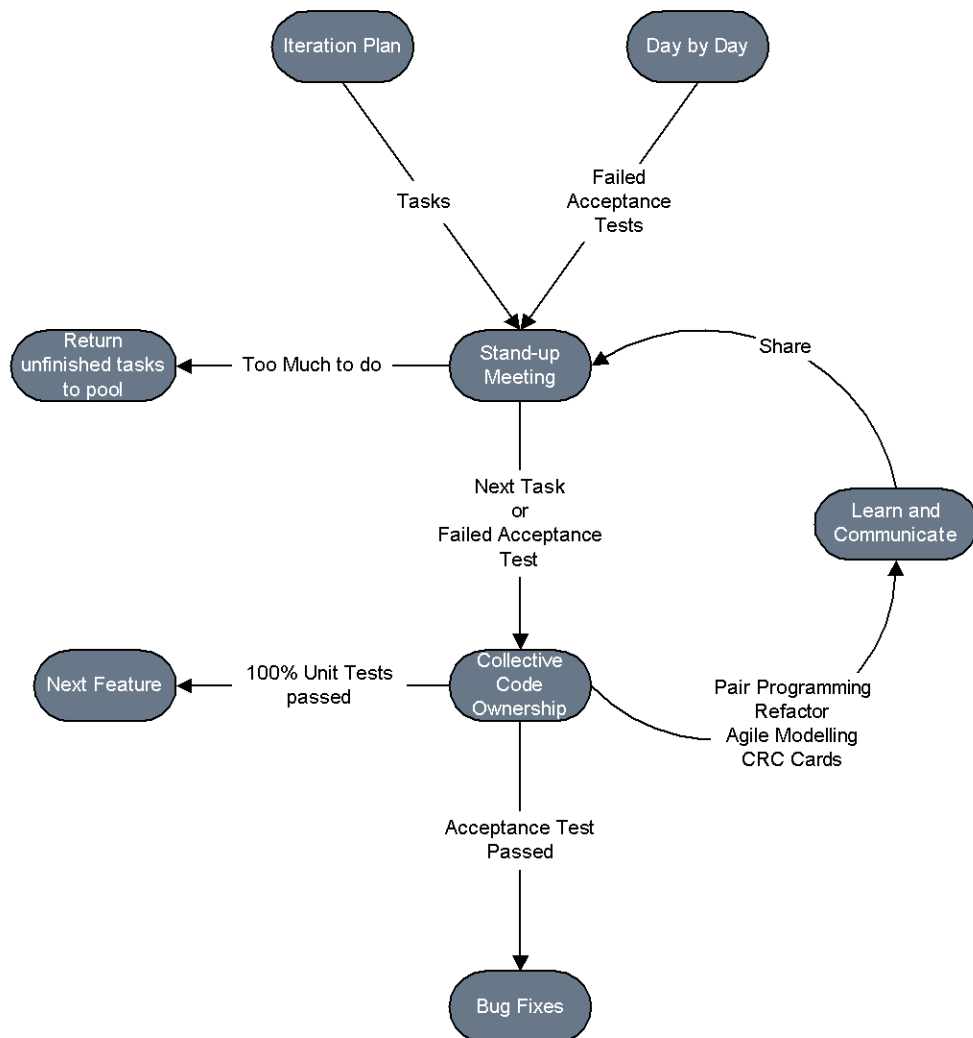 Iteration Plan
Day by Day
Tasks
Failed
Acceptance
Tests
Return
unfinished tasks
to pool
Too Much to do
Stand-up
Meeting
Share
Next Task
or
Failed Acceptance
Test
Learn and
Communicate
Next Feature
100% Unit Tests
passed
Collective
Code
Ownership
Pair Programming
Refactor
Agile Modelling
CRC Cards
Acceptance Test
Passed
Bug Fixes